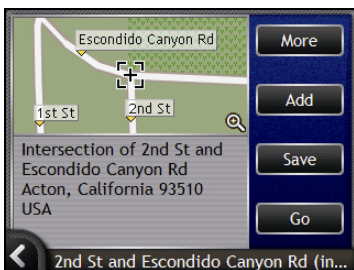 Escondido Canyon Rd
1st St
2nd St
Intersection of 2nd St and
Escondido Canyon Rd
Acton, California 93510
USA
More
Add
Save
Go
2nd St and Escondido Canyon Rd (in...